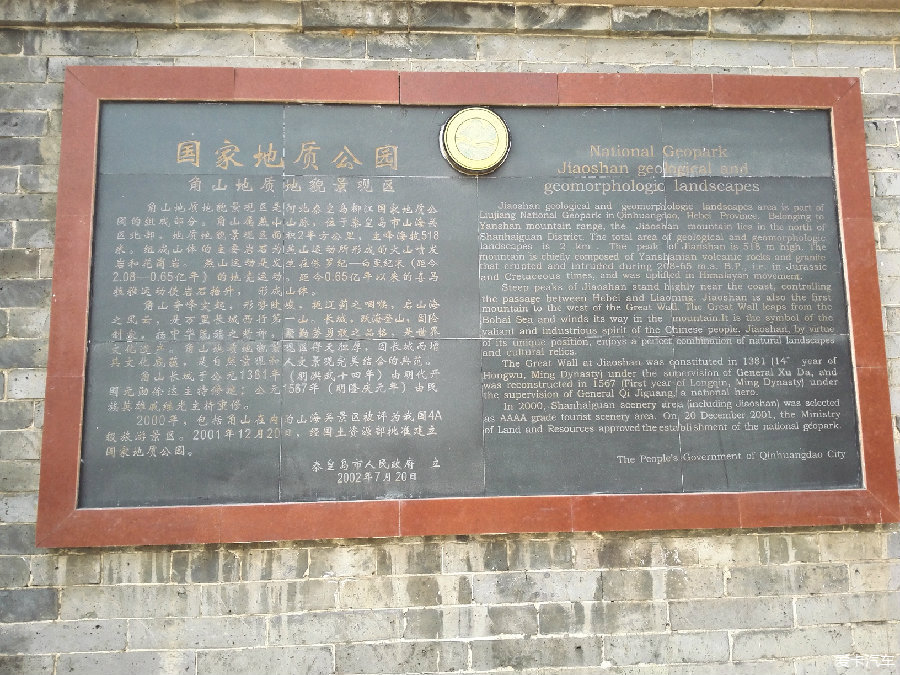 国家地质公园
角山地质地貌景观区
角山地质地貌景观区是河北秦皇岛柳江国家地质公
园的组成部分。角山属燕山山脉，位于秦皇岛市山海关
区北部。地质地貌景观区面积2平方公里，主峰海拔518
米。组成山体的主要岩石为燕山运动所形成的火山喷发
岩和花岗岩。燕山运动是发生在侏罗纪—白垩纪末（距今
2.08—0.65亿年）的地壳运动，距今0.65亿年以来的喜马
拉雅运动使岩石抬升，形成山体。
角山奇峰突起，形势险峻，扼辽蓟之咽喉，启山海
之风云，是万里长城西行第一山。长城，跃海登山，因险
制塞，扬中华
文化遗产。角山地质地貌景观区得天独厚，因长城而增
其文化底蕴，是自然景观和人文景观完美结合的典范。
角山长城于公元1381年（明洪武十四年）由明代开
国元勋徐达主持修建；公元1567年（明隆庆元年）由民
族英雄戚继光主持重修。
2000年，包括角山在内的山海关景区被评为我国4A
级旅游景区。2001年12月20日，经国土资源部批准建立
国家地质公园。
秦皇岛市人民政府 立
2002年7月20日
National Geopark
Jiaoshan geological and
geomorphologic landscapes
Jiaoshan geological and geomorphologic landscapes area is part of
Liujiang National Geopark in Qinhuangdao, Hebei Province. Belonging to
Yanshan mountain range, the Jiaoshan mountain lies in the north of
Shanhaiguan District. The total area of geological and geomorphologic
landscapes is 2 km². The peak of Jiaoshan is 518 m high. The
mountain is chiefly composed of Yanshanian volcanic rocks and granite
that erupted and intruded during 208-65 m.a. B.P., i.e. in Jurassic
and Cretaceous times, and was uplifted in Himalayan movement.
Steep peaks of Jiaoshan stand highly near the coast, controlling
the passage between Hebei and Liaoning. Jiaoshan is also the first
mountain to the west of the Great Wall. The Great Wall leaps from the
Bohai Sea and winds its way in the mountain It is the symbol of the
valiant and industrious spirit of the Chinese people. Jiaoshan, by virtue
of its unique position, enjoys a perfect combination of natural landscapes
and cultural relics.
The Great Wall at Jiaoshan was constituted in 1381 (14th year of
Hongwu, Ming Dynasty) under the supervision of General Xu Da, and
was reconstructed in 1567 (First year of Longqin, Ming Dynasty) under
the supervision of General Qi Jiguang, a national hero.
In 2000, Shanhaiguan scenery area (including Jiaoshan) was selected
as AAAA grade tourist scenery area. On, 20 December 2001, the Ministry
of Land and Resources approved the establishment of the national géopark.
The People's Government of Qinhuangdao City
爱卡汽车